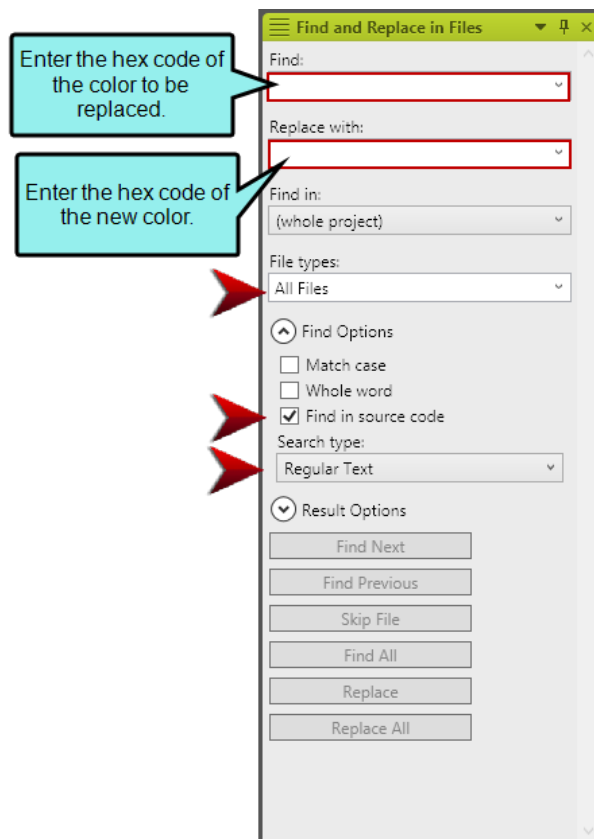 Find and Replace in Files
Enter the hex code of
the color to be
replaced.
Find:
Replace with:
Enter the hex code of
the new color.
Find in:
(whole project)
File types:
All Files
Find Options
Match case
Whole word
Find in source code
Search type:
Regular Text
Result Options
Find Next
Find Previous
Skip File
Find All
Replace
Replace All